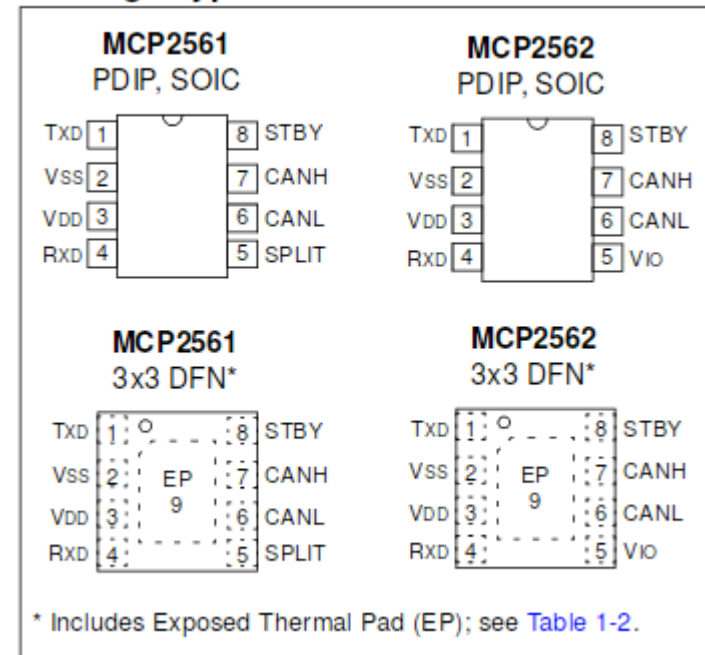 MCP2561
PDIP, SOIC
TXD 1
8 STBY
VSS 2
7 CANH
VDD 3
6 CANL
RXD 4
5 SPLIT
MCP2562
PDIP, SOIC
TXD 1
8 STBY
VSS 2
7 CANH
VDD 3
6 CANL
RXD 4
5 VIO
MCP2561
3x3 DFN*
TXD 1
8 STBY
VSS 2
EP
7 CANH
9
VDD 3
6 CANL
RXD 4
5 SPLIT
MCP2562
3x3 DFN*
TXD 1
8 STBY
VSS 2
EP
7 CANH
9
VDD 3
6 CANL
RXD 4
5 VIO
* Includes Exposed Thermal Pad (EP); see Table 1-2.